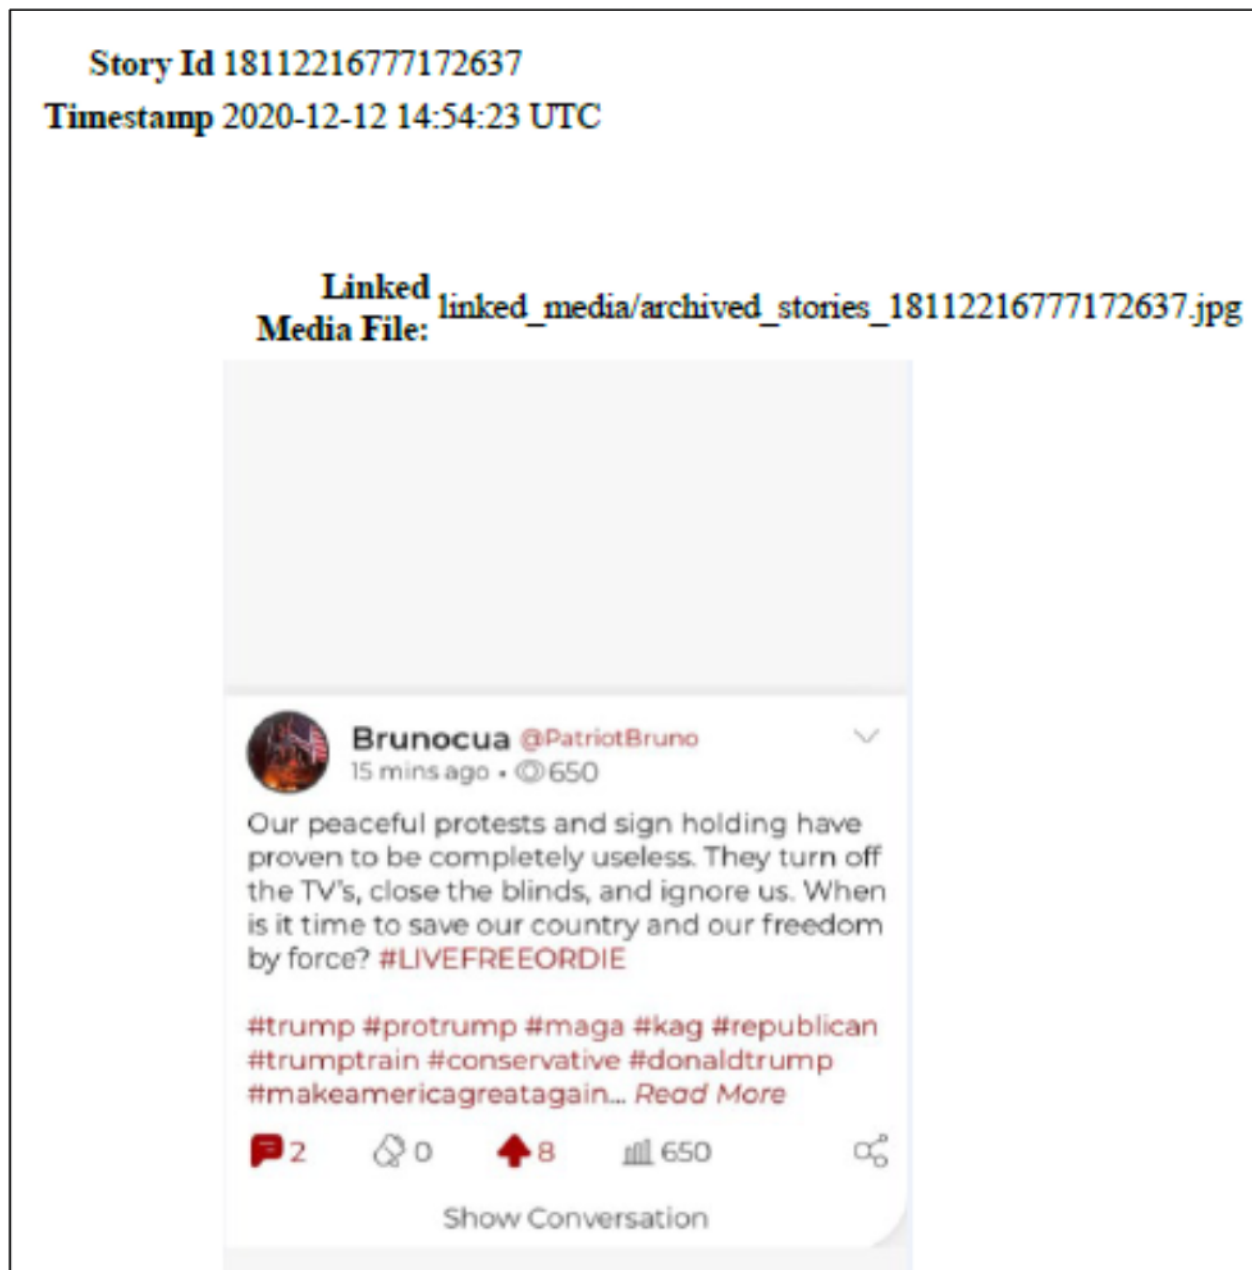 Story Id 18112216777172637
Timestamp 2020-12-12 14:54:23 UTC
Linked
Media File: linked_media/archived_stories_18112216777172637.jpg
Brunocua @PatriotBruno
15 mins ago • 650
Our peaceful protests and sign holding have
proven to be completely useless. They turn off
the TV's, close the blinds, and ignore us. When
is it time to save our country and our freedom
by force? #LIVEFREEORDIE
#trump #protrump #maga #kag #republican
#trumptrain #conservative #donaldtrump
#makeamericagreatagain... Read More
2 0 8 650
Show Conversation